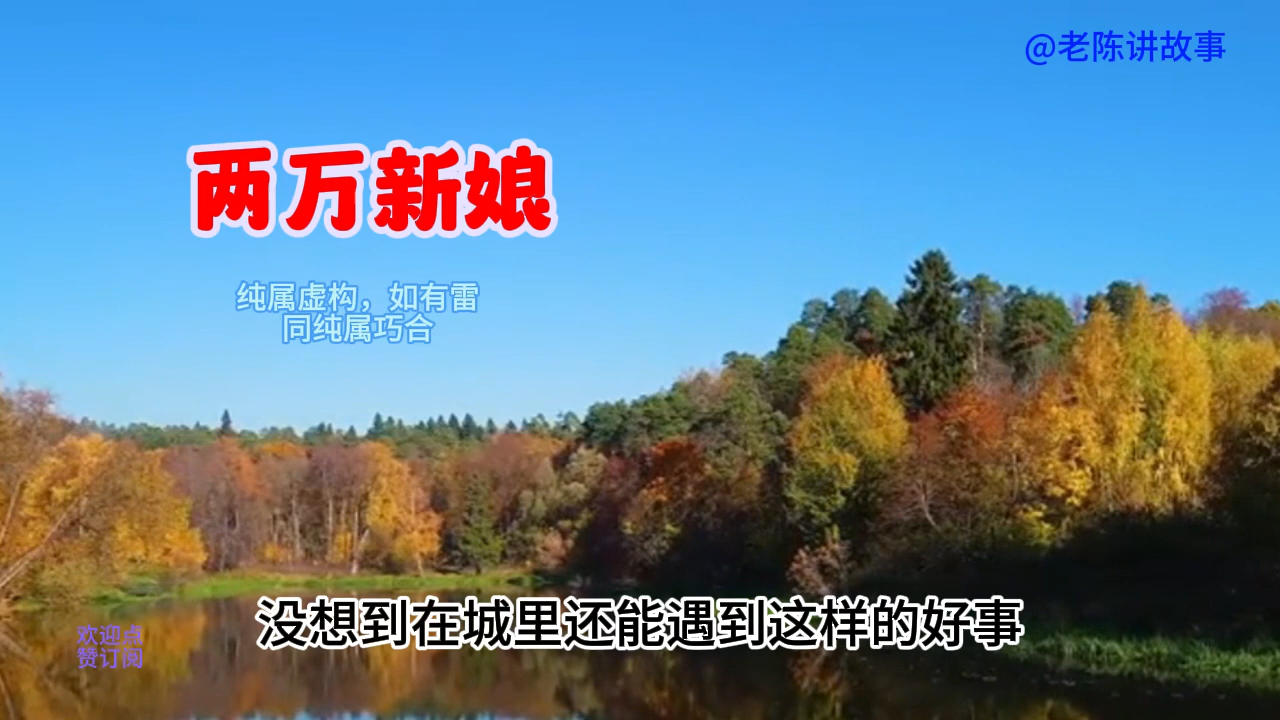 @老陈讲故事
两万新娘
纯属虚构，如有雷
同纯属巧合
没想到在城里还能遇到这样的好事
欢迎点
赞订阅